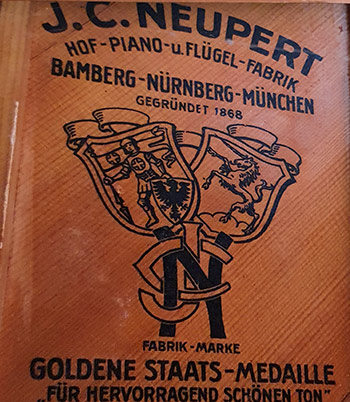 J.C. NEUPERT
HOF-PIANO-u. FLÜGEL-FABRIK
BAMBERG-NÜRNBERG-MÜNCHEN
GEGRÜNDET 1868
JCN
FABRIK-MARKE
GOLDENE STAATS-MEDAILLE
„FÜR HERVORRAGEND SCHÖNEN TON"